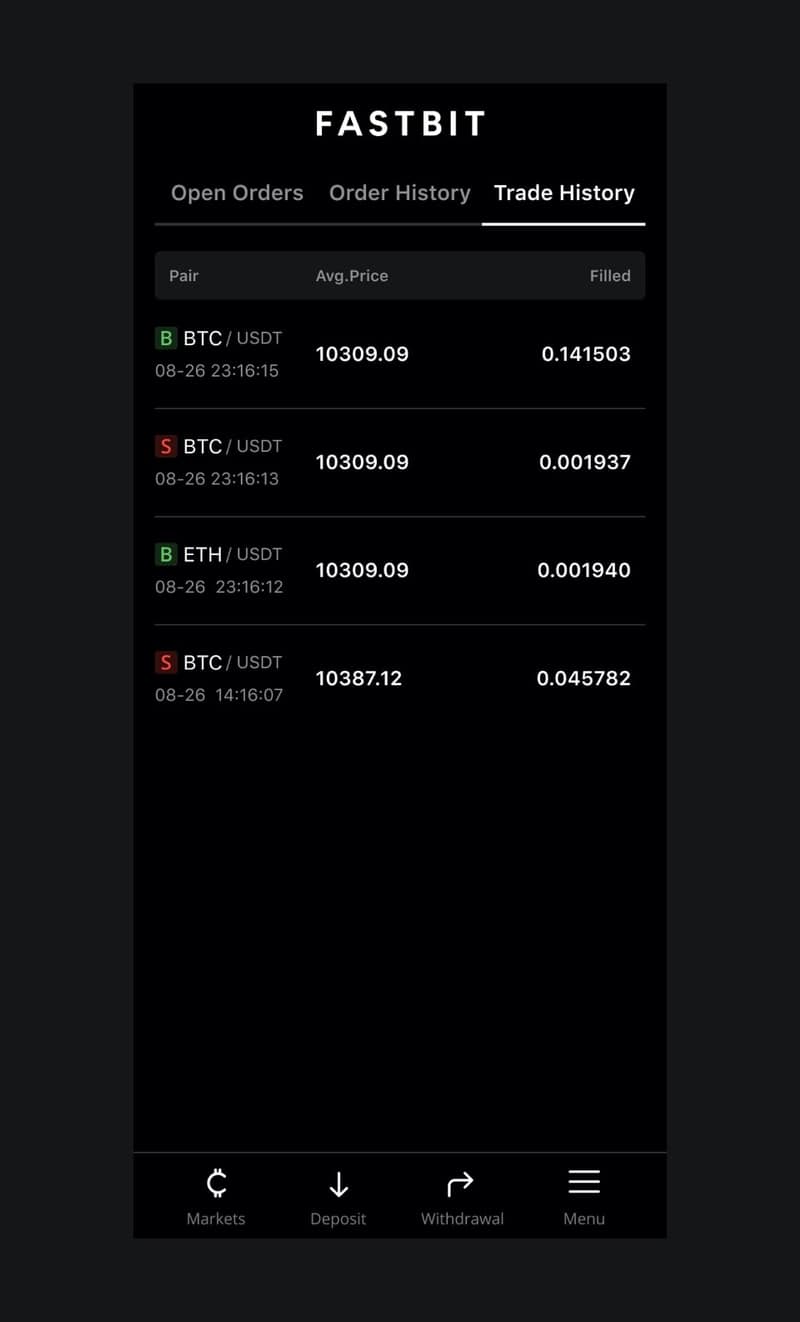 FASTBIT
Open Orders Order History Trade History
Pair Avg.Price Filled
B BTC / USDT
08-26 23:16:15
10309.09
0.141503
S BTC / USDT
08-26 23:16:13
10309.09
0.001937
B ETH / USDT
08-26 23:16:12
10309.09
0.001940
S BTC / USDT
08-26 14:16:07
10387.12
0.045782
Markets Deposit Withdrawal Menu